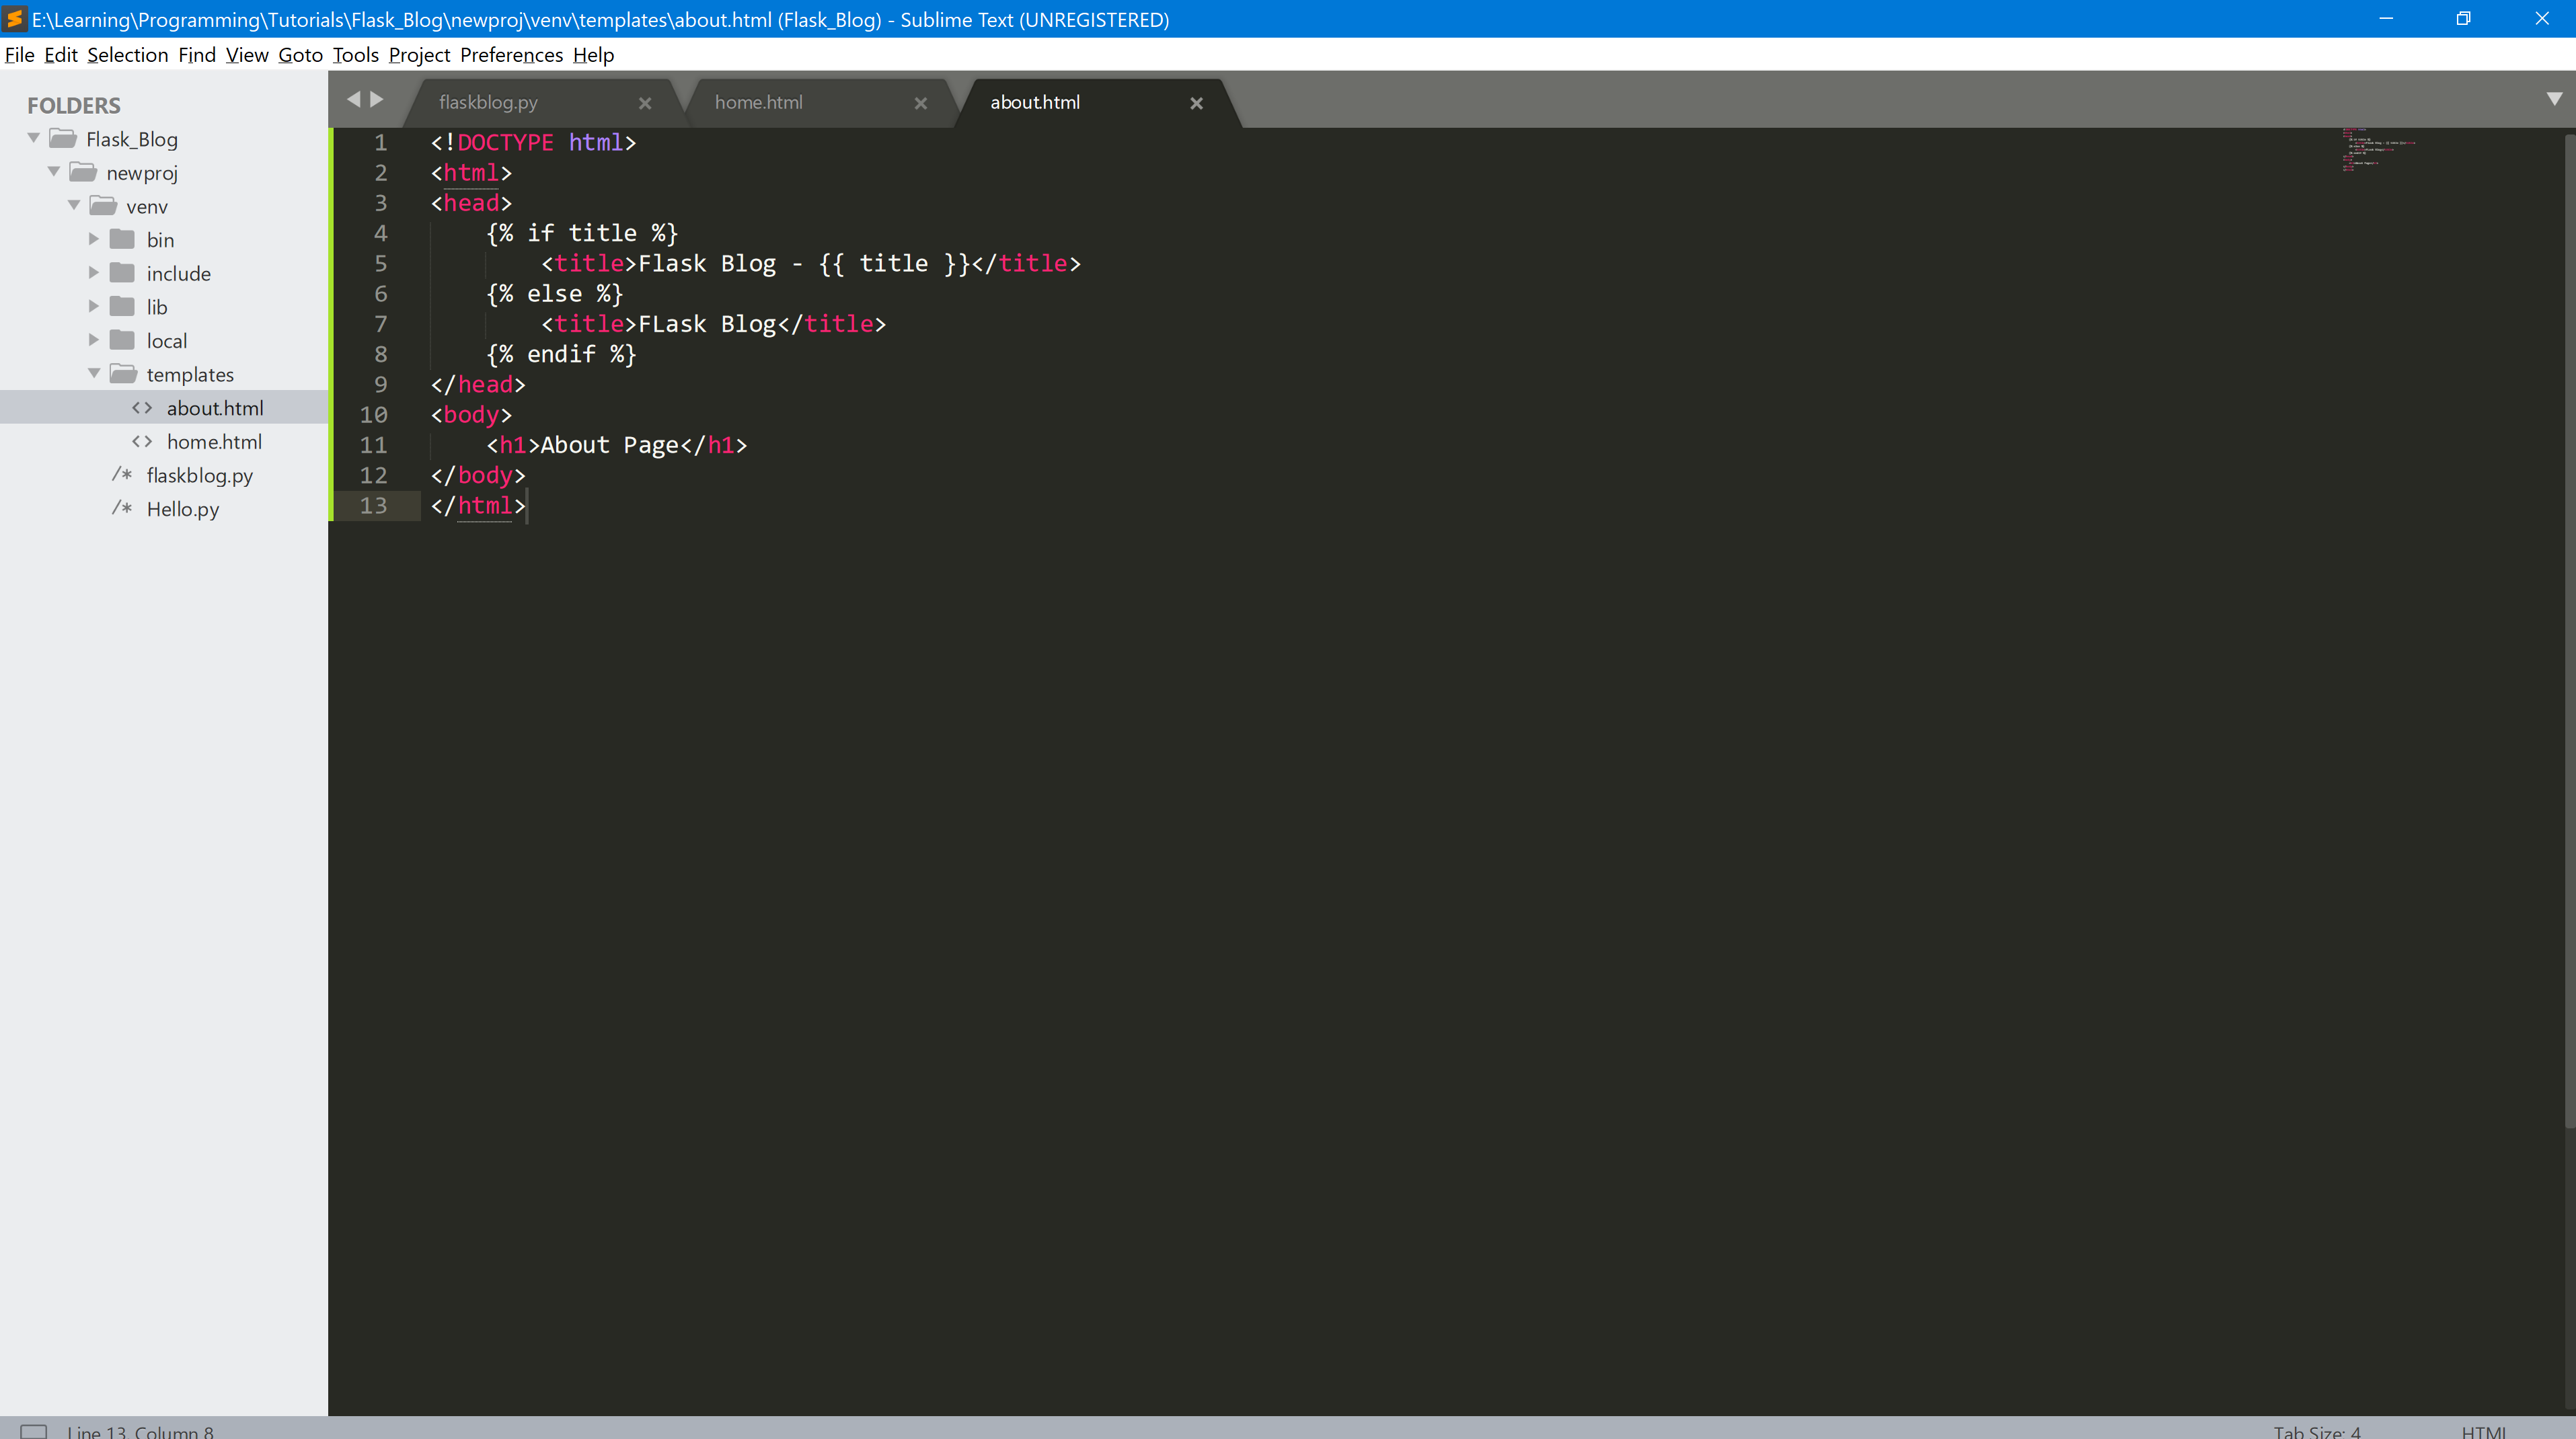 E:\Learning\Programming\Tutorials\Flask_Blog\newproj\venv\templates\about.html (Flask_Blog) - Sublime Text (UNREGISTERED)
File Edit Selection Find View Goto Tools Project Preferences Help
FOLDERS
Flask_Blog
newproj
venv
bin
include
lib
local
templates
<> about.html
<> home.html
/* flaskblog.py
/* Hello.py
flaskblog.py
home.html
about.html
1 <!DOCTYPE html>
2 <html>
3 <head>
4     {% if title %}
5         <title>Flask Blog - {{ title }}</title>
6     {% else %}
7         <title>FLask Blog</title>
8     {% endif %}
9 </head>
10 <body>
11     <h1>About Page</h1>
12 </body>
13 </html>
Line 13, Column 8
Tab Size: 4
HTML